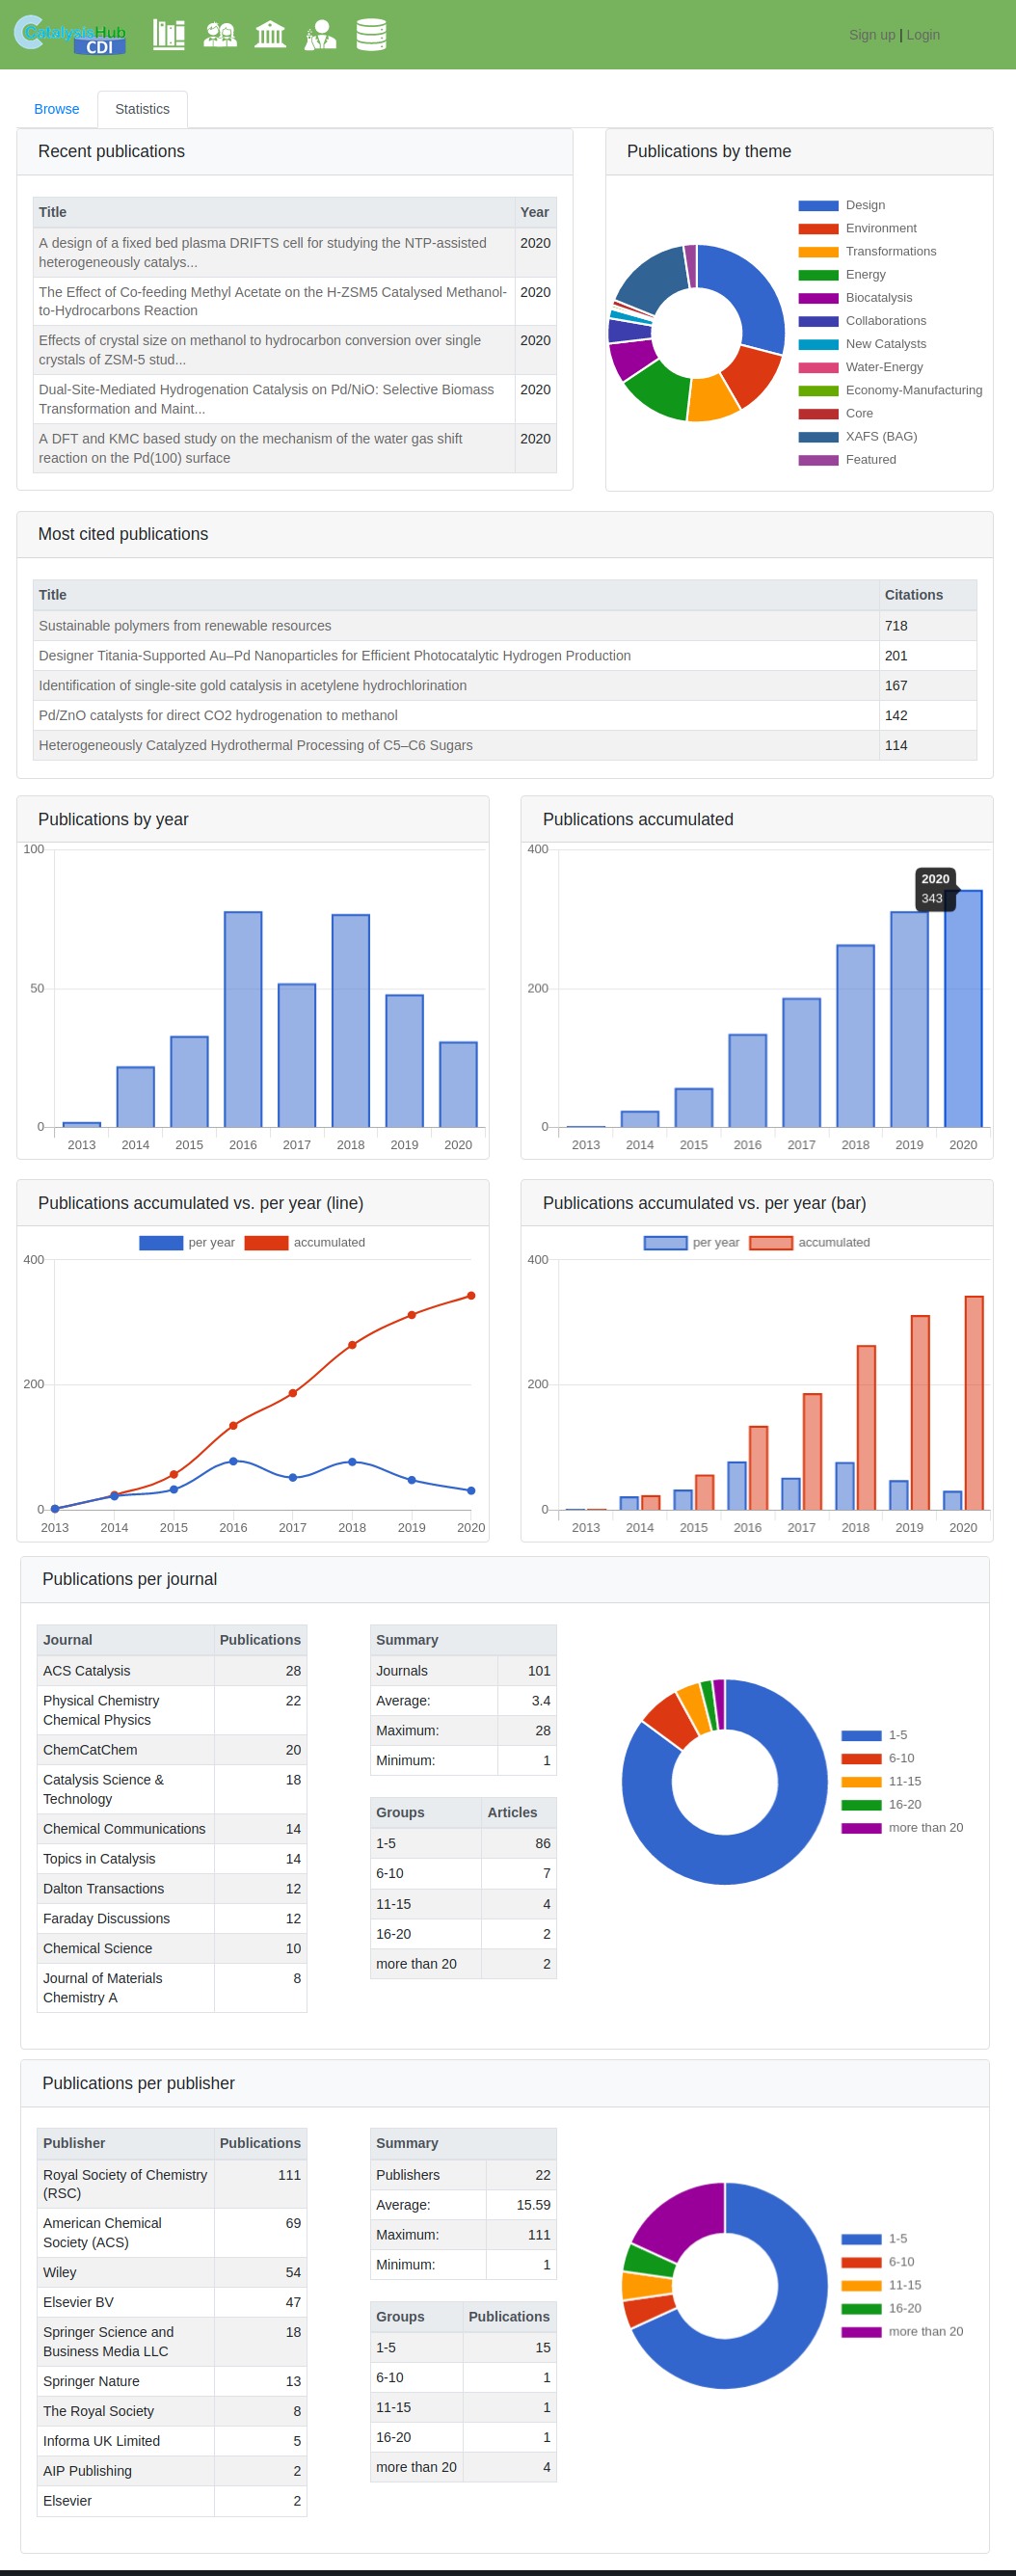 CatalysisHub
CDI
Sign up | Login
Browse
Statistics
Recent publications
Title Year
A design of a fixed bed plasma DRIFTS cell for studying the NTP-assisted 2020
heterogeneously catalys...
The Effect of Co-feeding Methyl Acetate on the H-ZSM5 Catalysed Methanol- 2020
to-Hydrocarbons Reaction
Effects of crystal size on methanol to hydrocarbon conversion over single 2020
crystals of ZSM-5 stud...
Dual-Site-Mediated Hydrogenation Catalysis on Pd/NiO: Selective Biomass 2020
Transformation and Maint...
A DFT and KMC based study on the mechanism of the water gas shift 2020
reaction on the Pd(100) surface
Publications by theme
Design
Environment
Transformations
Energy
Biocatalysis
Collaborations
New Catalysts
Water-Energy
Economy-Manufacturing
Core
XAFS (BAG)
Featured
Most cited publications
Title Citations
Sustainable polymers from renewable resources 718
Designer Titania-Supported Au–Pd Nanoparticles for Efficient Photocatalytic Hydrogen Production 201
Identification of single-site gold catalysis in acetylene hydrochlorination 167
Pd/ZnO catalysts for direct CO2 hydrogenation to methanol 142
Heterogeneously Catalyzed Hydrothermal Processing of C5–C6 Sugars 114
Publications by year
100
50
0
2013 2014 2015 2016 2017 2018 2019 2020
Publications accumulated
400
2020
343
200
0
2013 2014 2015 2016 2017 2018 2019 2020
Publications accumulated vs. per year (line)
per year accumulated
400
200
0
2013 2014 2015 2016 2017 2018 2019 2020
Publications accumulated vs. per year (bar)
per year accumulated
400
200
0
2013 2014 2015 2016 2017 2018 2019 2020
Publications per journal
Journal Publications
ACS Catalysis 28
Physical Chemistry 22
Chemical Physics
ChemCatChem 20
Catalysis Science & 18
Technology
Chemical Communications 14
Topics in Catalysis 14
Dalton Transactions 12
Faraday Discussions 12
Chemical Science 10
Journal of Materials 8
Chemistry A
Summary
Journals 101
Average: 3.4
Maximum: 28
Minimum: 1
Groups Articles
1-5 86
6-10 7
11-15 4
16-20 2
more than 20 2
1-5
6-10
11-15
16-20
more than 20
Publications per publisher
Publisher Publications
Royal Society of Chemistry 111
(RSC)
American Chemical 69
Society (ACS)
Wiley 54
Elsevier BV 47
Springer Science and 18
Business Media LLC
Springer Nature 13
The Royal Society 8
Informa UK Limited 5
AIP Publishing 2
Elsevier 2
Summary
Publishers 22
Average: 15.59
Maximum: 111
Minimum: 1
Groups Publications
1-5 15
6-10 1
11-15 1
16-20 1
more than 20 4
1-5
6-10
11-15
16-20
more than 20